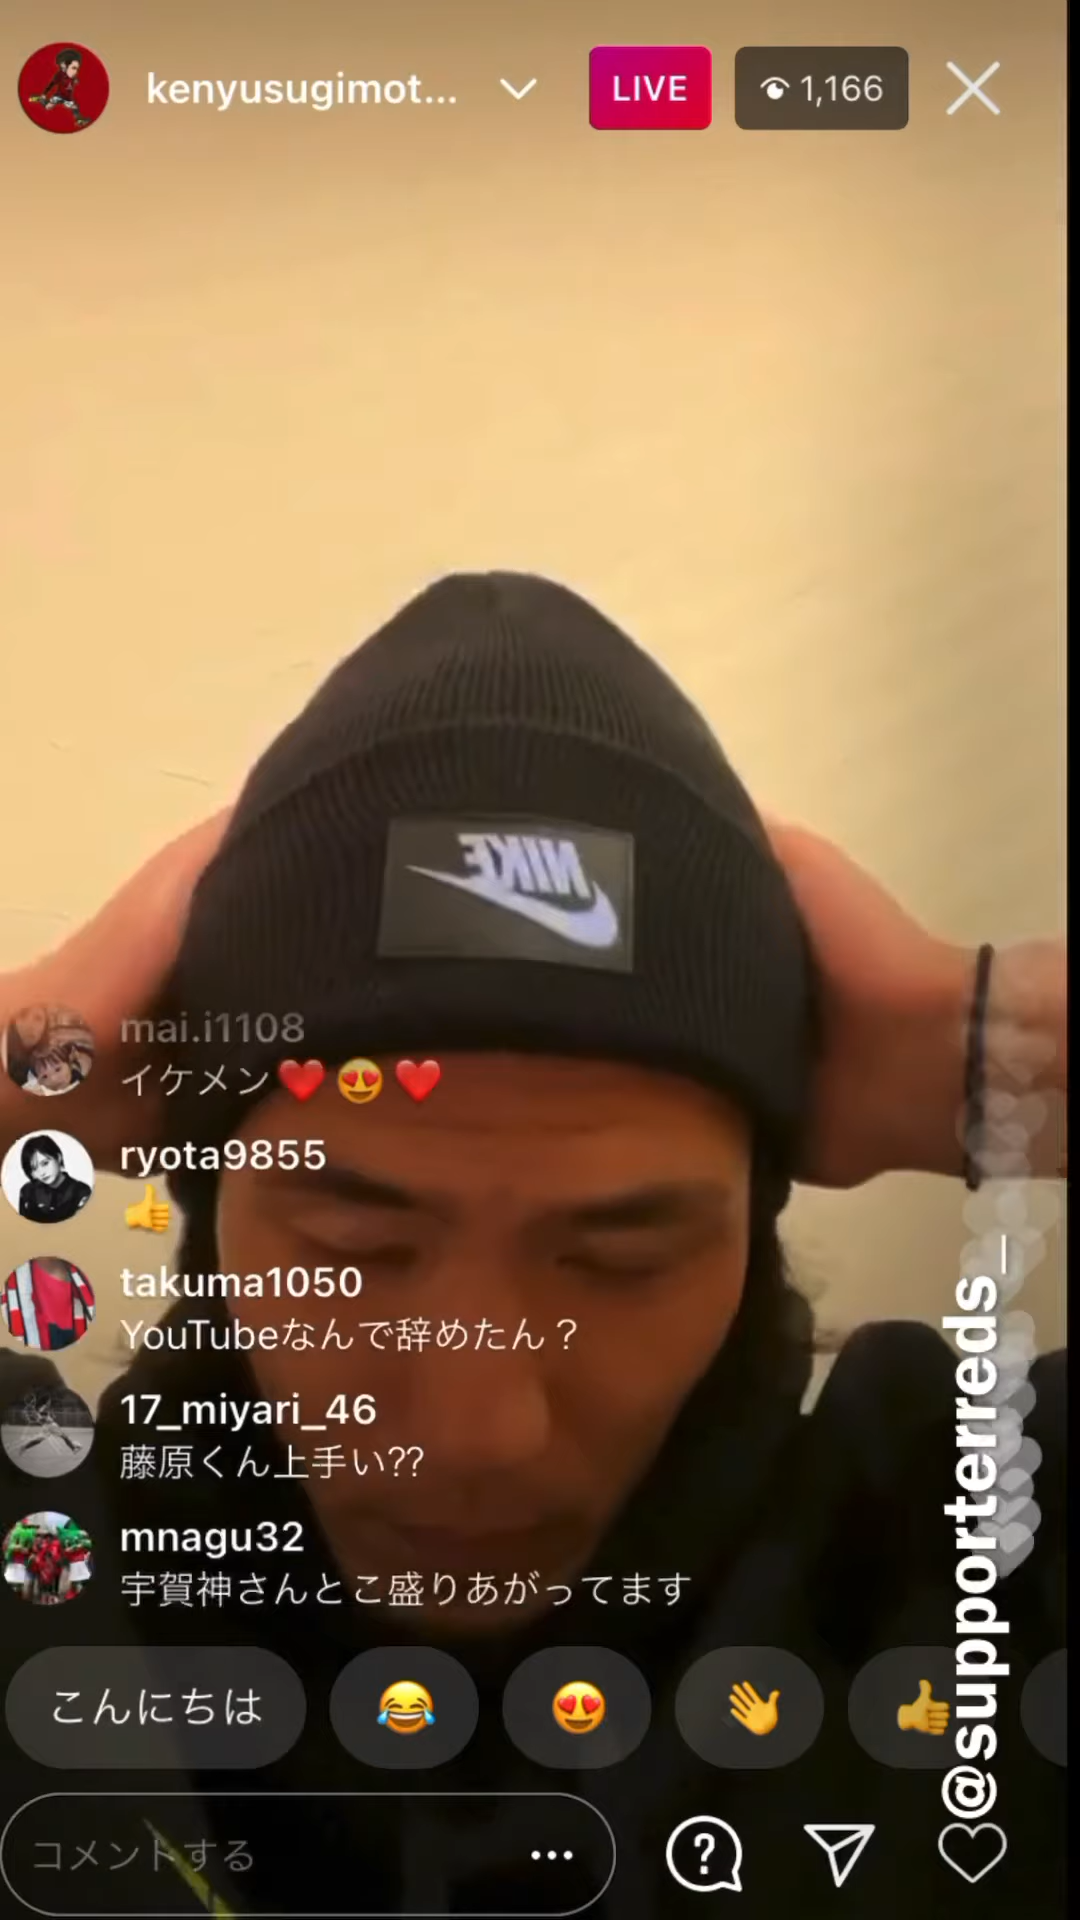 kenyusugimot...
LIVE
1,166
NIKE
mai.i1108
イケメン❤️😍❤️
ryota9855
👍
takuma1050
YouTubeなんで辞めたん？
17_miyari_46
藤原くん上手い??
mnagu32
宇賀神さんとこ盛りあがってます
こんにちは
😂
😍
👋
👍
コメントする
@supporterreds_